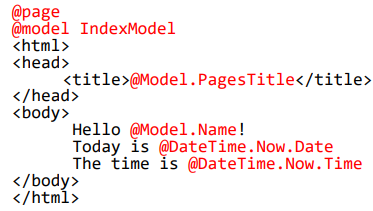 @page
@model IndexModel
<html>
<head>
<title>@Model.PagesTitle</title>
</head>
<body>
Hello @Model.Name!
Today is @DateTime.Now.Date
The time is @DateTime.Now.Time
</body>
</html>